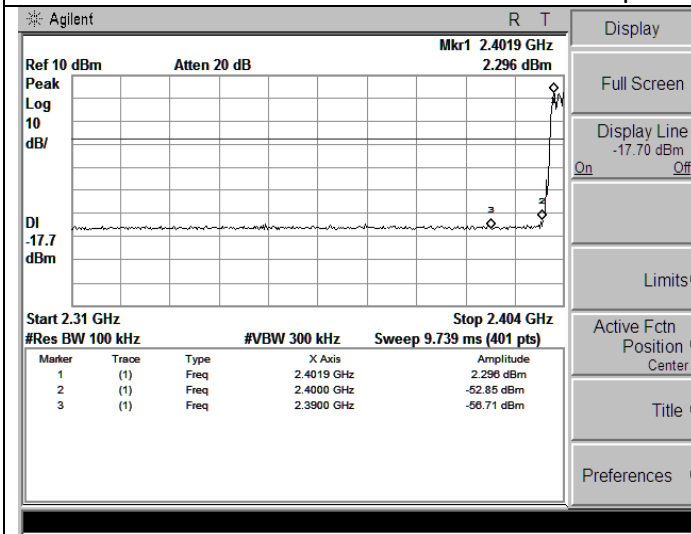 Agilent R T
Mkr1 2.4019 GHz
Ref 10 dBm Atten 20 dB 2.296 dBm
Peak
Log
10
dB/
1
3
2
DI
-17.7
dBm
Start 2.31 GHz Stop 2.404 GHz
#Res BW 100 kHz #VBW 300 kHz Sweep 9.739 ms (401 pts)
Marker Trace Type X Axis Amplitude
1 (1) Freq 2.4019 GHz 2.296 dBm
2 (1) Freq 2.4000 GHz -52.85 dBm
3 (1) Freq 2.3900 GHz -56.71 dBm
Display
Full Screen
Display Line
-17.70 dBm
On Off
Limits
Active Fctn
Position
Center
Title
Preferences